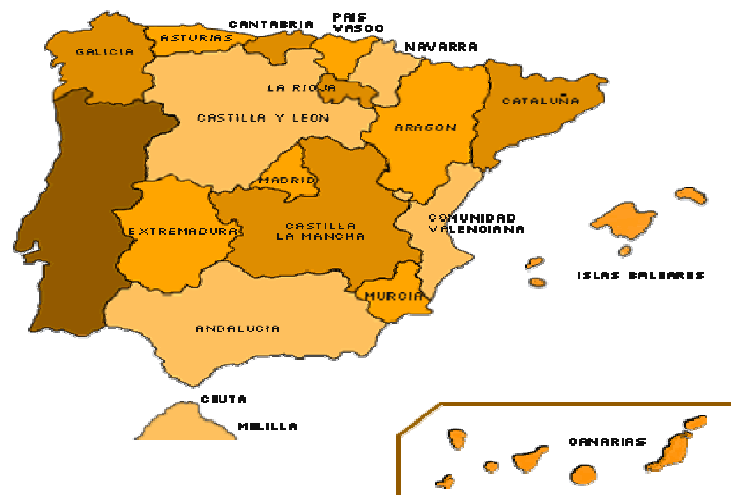 CANTABRIA
PAIS
VASCO
GALICIA
ASTURIAS
NAVARRA
LA RIOJA
CATALUÑA
CASTILLA Y LEON
ARAGON
MADRID
EXTREMADURA
CASTILLA
LA MANCHA
COMUNIDAD
VALENCIANA
ISLAS BALEARES
MURCIA
ANDALUCIA
CEUTA
MELILLA
CANARIAS